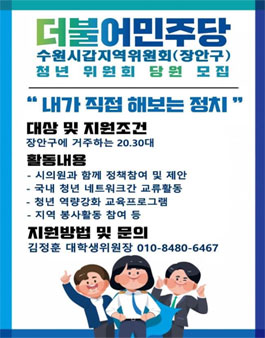 더불어민주당
수원시갑지역위원회(장안구)
청년 위원회 당원 모집
“ 내가 직접 해보는 정치 ”
대상 및 지원조건
장안구에 거주하는 20.30대
활동내용
- 시의원과 함께 정책참여 및 제안
- 국내 청년 네트워크간 교류활동
- 청년 역량강화 교육프로그램
- 지역 봉사활동 참여 등
지원방법 및 문의
김정훈 대학생위원장 010-8480-6467